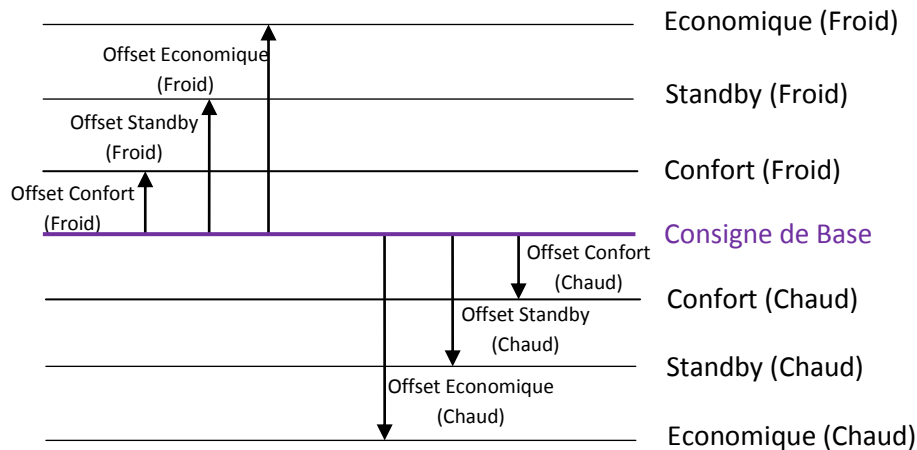 Economique (Froid)
Offset Economique
(Froid)
Standby (Froid)
Offset Standby
(Froid)
Confort (Froid)
Offset Confort
(Froid)
Consigne de Base
Offset Confort
(Chaud)
Confort (Chaud)
Offset Standby
(Chaud)
Standby (Chaud)
Offset Economique
(Chaud)
Economique (Chaud)